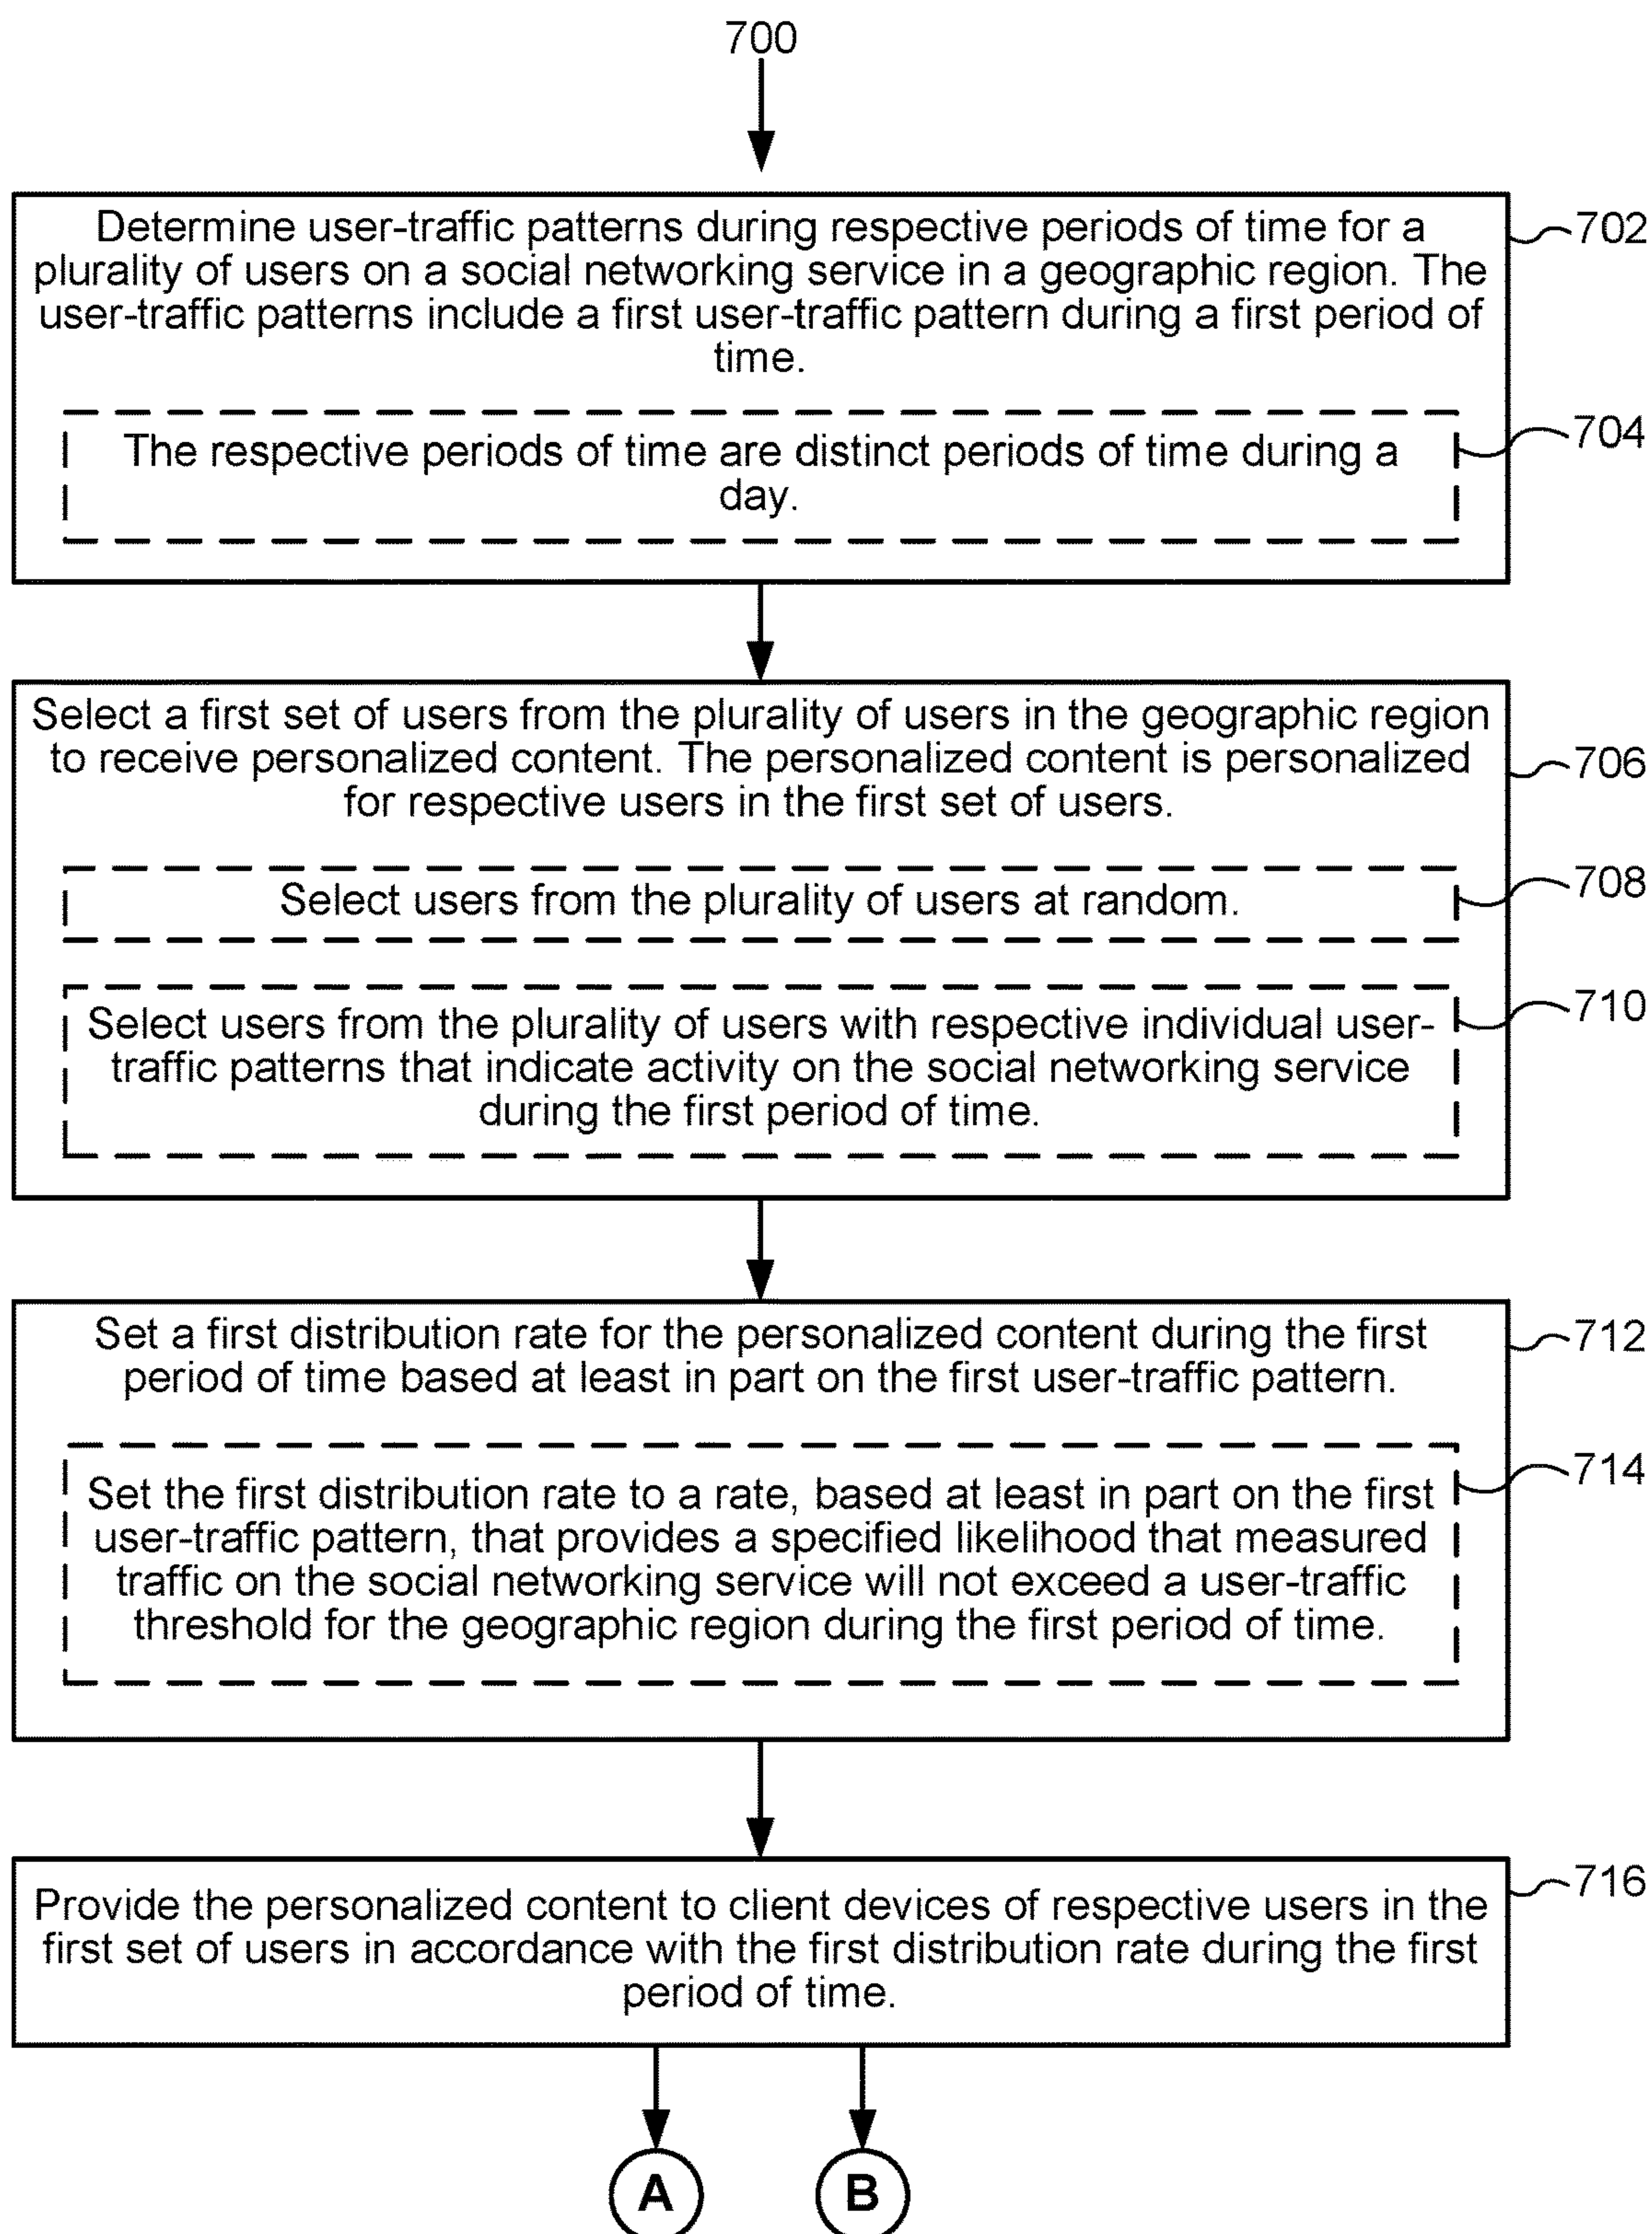 700
Determine user-traffic patterns during respective periods of time for a
plurality of users on a social networking service in a geographic region. The
user-traffic patterns include a first user-traffic pattern during a first period of
time.
702
The respective periods of time are distinct periods of time during a
day.
704
Select a first set of users from the plurality of users in the geographic region
to receive personalized content. The personalized content is personalized
for respective users in the first set of users.
706
Select users from the plurality of users at random.
708
Select users from the plurality of users with respective individual user-
traffic patterns that indicate activity on the social networking service
during the first period of time.
710
Set a first distribution rate for the personalized content during the first
period of time based at least in part on the first user-traffic pattern.
712
Set the first distribution rate to a rate, based at least in part on the first
user-traffic pattern, that provides a specified likelihood that measured
traffic on the social networking service will not exceed a user-traffic
threshold for the geographic region during the first period of time.
714
Provide the personalized content to client devices of respective users in the
first set of users in accordance with the first distribution rate during the first
period of time.
716
A
B